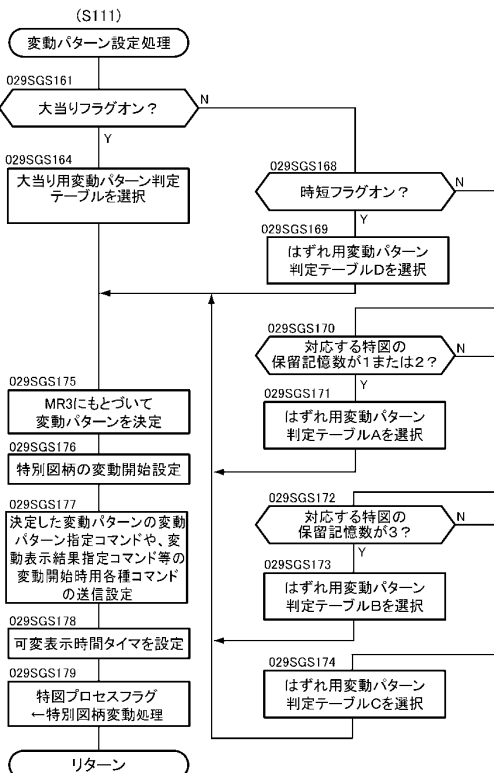 (S111)
変動パターン設定処理
029SGS161
大当りフラグオン?
N
Y
029SGS164
大当り用変動パターン判定
テーブルを選択
029SGS168
時短フラグオン?
N
Y
029SGS169
はずれ用変動パターン
判定テーブルDを選択
029SGS170
対応する特図の
保留記憶数が1または2?
N
Y
029SGS171
はずれ用変動パターン
判定テーブルAを選択
029SGS172
対応する特図の
保留記憶数が3?
N
Y
029SGS173
はずれ用変動パターン
判定テーブルBを選択
029SGS174
はずれ用変動パターン
判定テーブルCを選択
029SGS175
MR3にもとづいて
変動パターンを決定
029SGS176
特別図柄の変動開始設定
029SGS177
決定した変動パターンの変動
パターン指定コマンドや、変
動表示結果指定コマンド等の
変動開始時用各種コマンド
の送信設定
029SGS178
可変表示時間タイマを設定
029SGS179
特図プロセスフラグ
←特別図柄変動処理
リターン